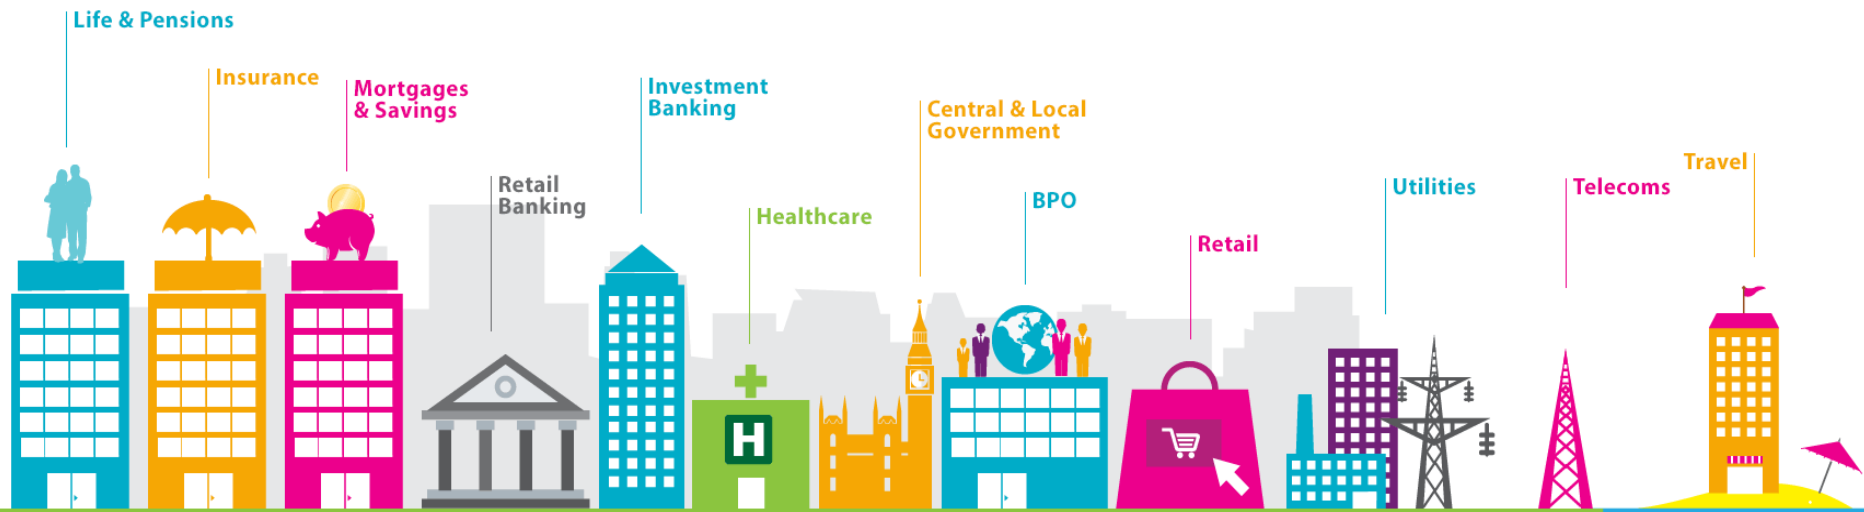 Life & Pensions
Insurance
Mortgages
& Savings
Retail
Banking
Investment
Banking
Healthcare
H
Central & Local
Government
BPO
Retail
Utilities
Telecoms
Travel